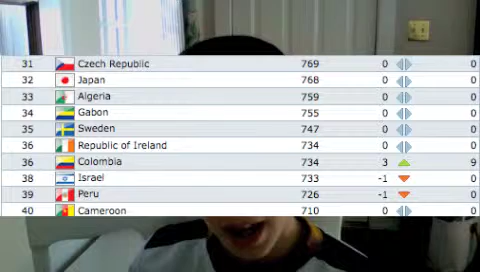 31 Czech Republic 769 0 0
32 Japan 768 0 0
33 Algeria 759 0 0
34 Gabon 755 0 0
35 Sweden 747 0 0
36 Republic of Ireland 734 0 0
36 Colombia 734 3 9
38 Israel 733 -1 0
39 Peru 726 -1 0
40 Cameroon 710 0 0